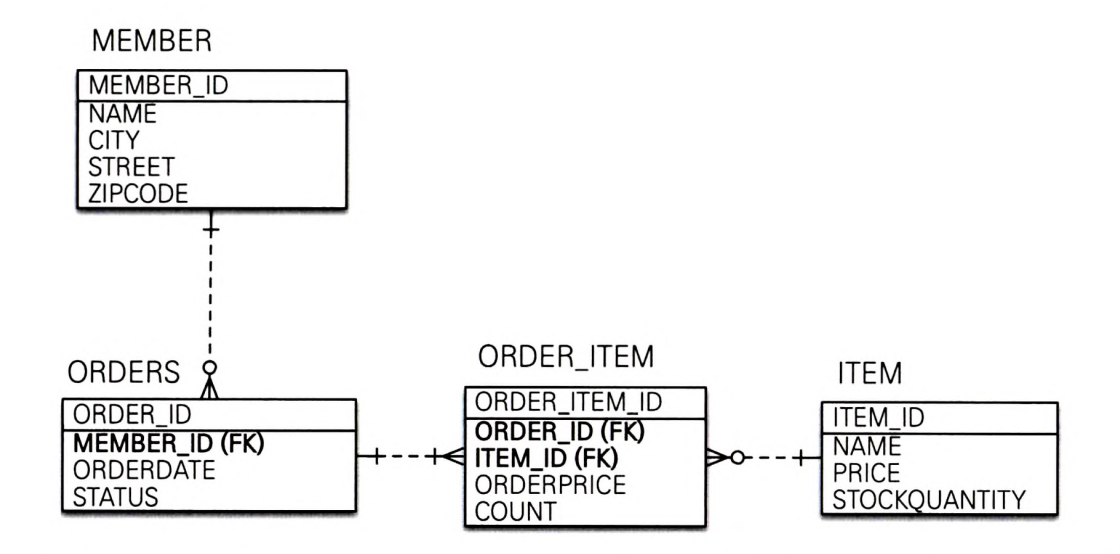 MEMBER
MEMBER_ID
NAME
CITY
STREET
ZIPCODE
ORDERS
ORDER_ID
MEMBER_ID (FK)
ORDERDATE
STATUS
ORDER_ITEM
ORDER_ITEM_ID
ORDER_ID (FK)
ITEM_ID (FK)
ORDERPRICE
COUNT
ITEM
ITEM_ID
NAME
PRICE
STOCKQUANTITY